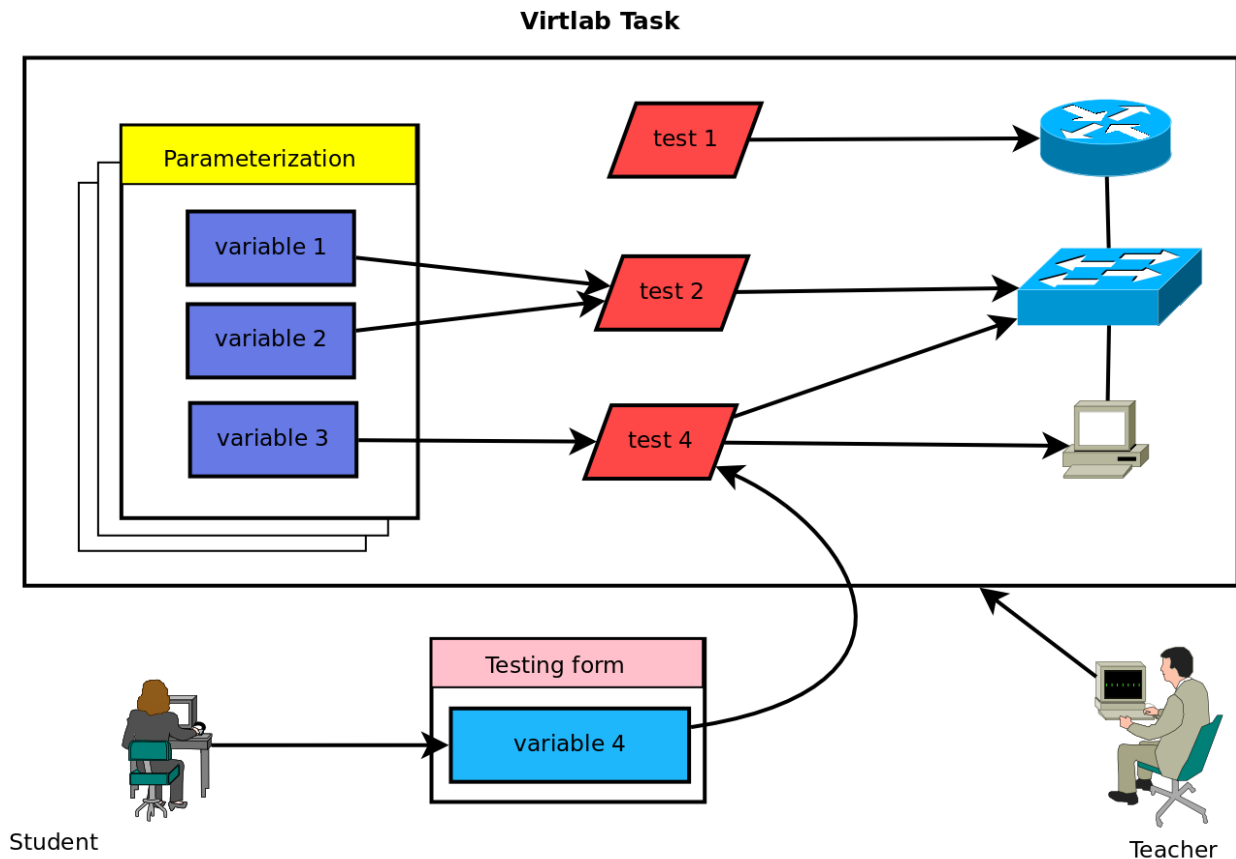 Virtlab Task
Parameterization
test 1
variable 1
test 2
variable 2
variable 3
test 4
Testing form
variable 4
Student
Teacher